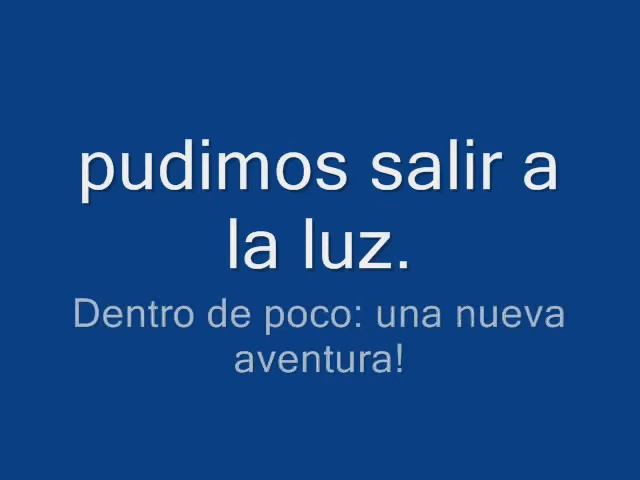 pudimos salir a
la luz.
Dentro de poco: una nueva
aventura!